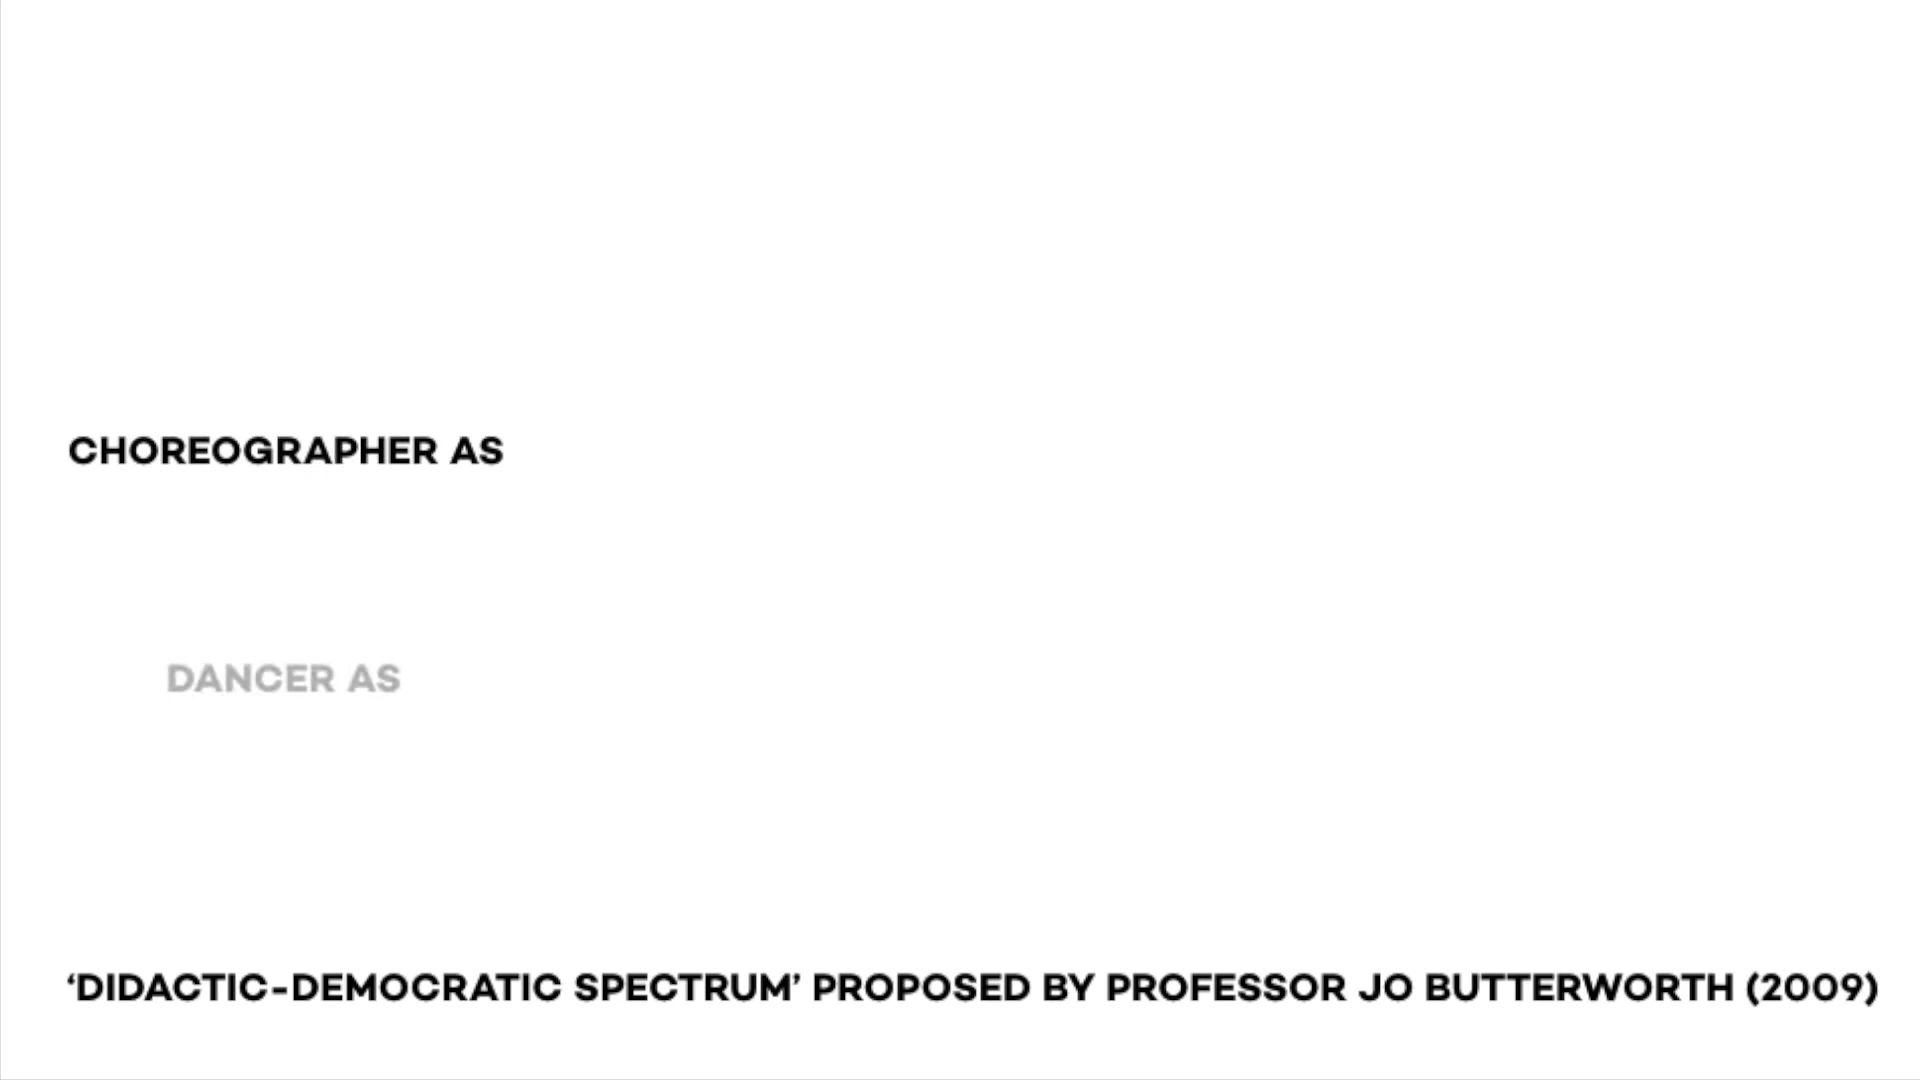 CHOREOGRAPHER AS
DANCER AS
‘DIDACTIC-DEMOCRATIC SPECTRUM’ PROPOSED BY PROFESSOR JO BUTTERWORTH (2009)